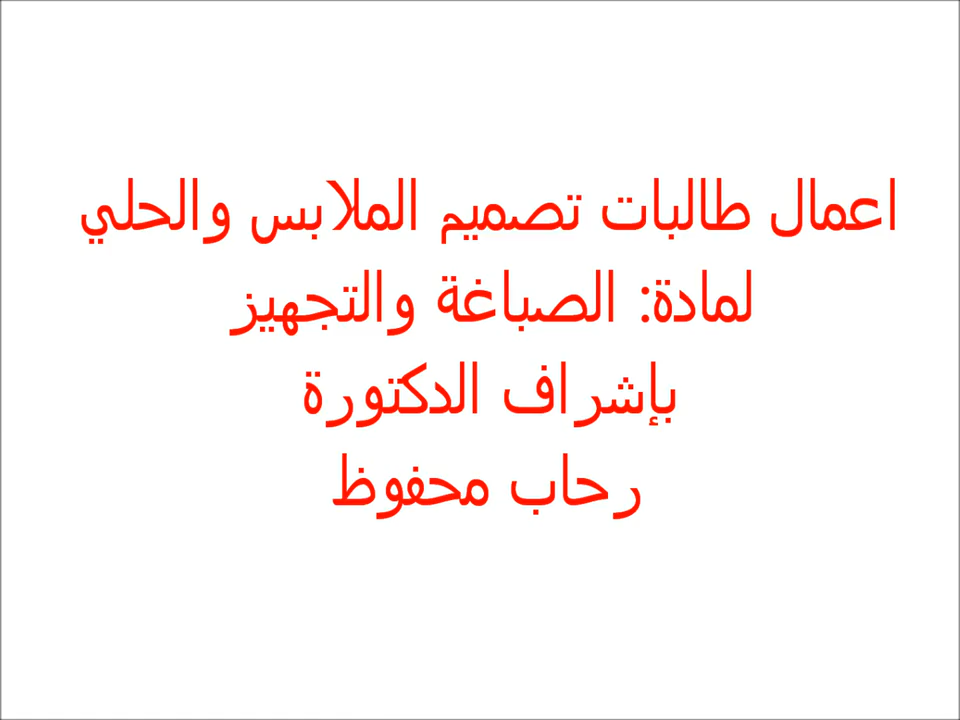 اعمال طالبات تصميم الملابس والحلي
لمادة: الصباغة والتجهيز
بإشراف الدكتورة
رحاب محفوظ